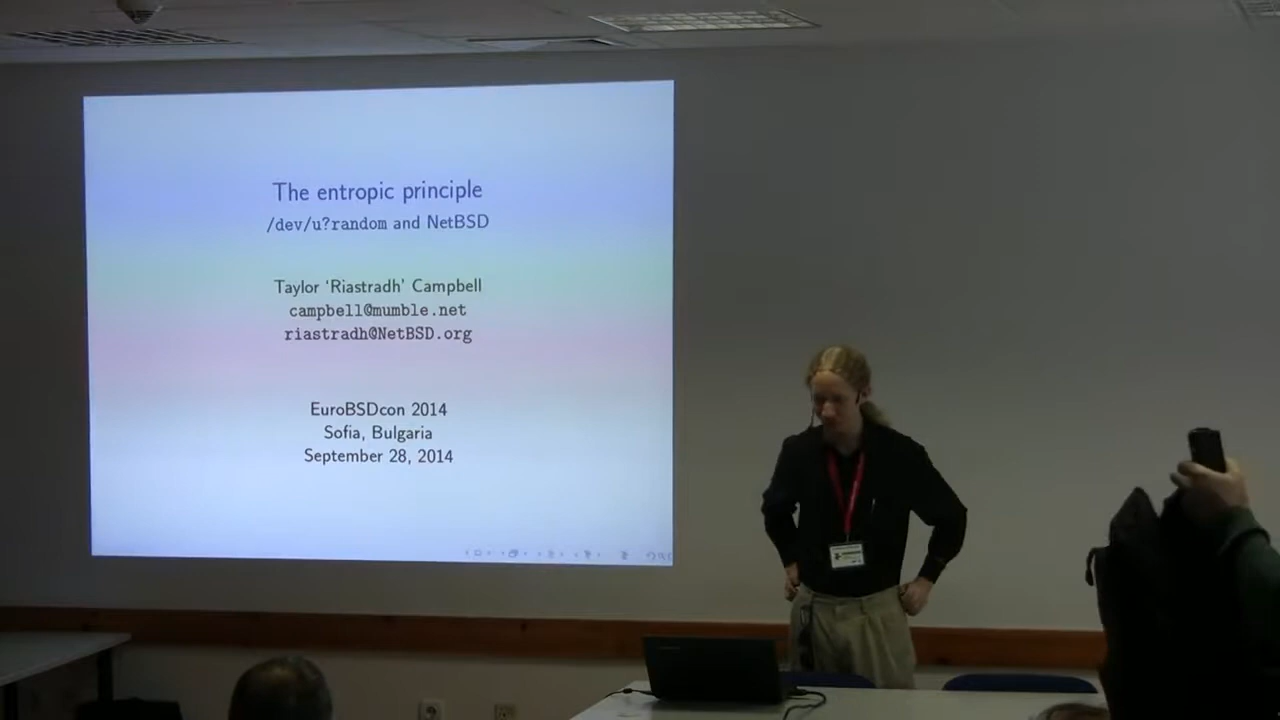 The entropic principle
/dev/u?random and NetBSD
Taylor ‘Riastradh’ Campbell
campbell@mumble.net
riastradh@NetBSD.org
EuroBSDcon 2014
Sofia, Bulgaria
September 28, 2014